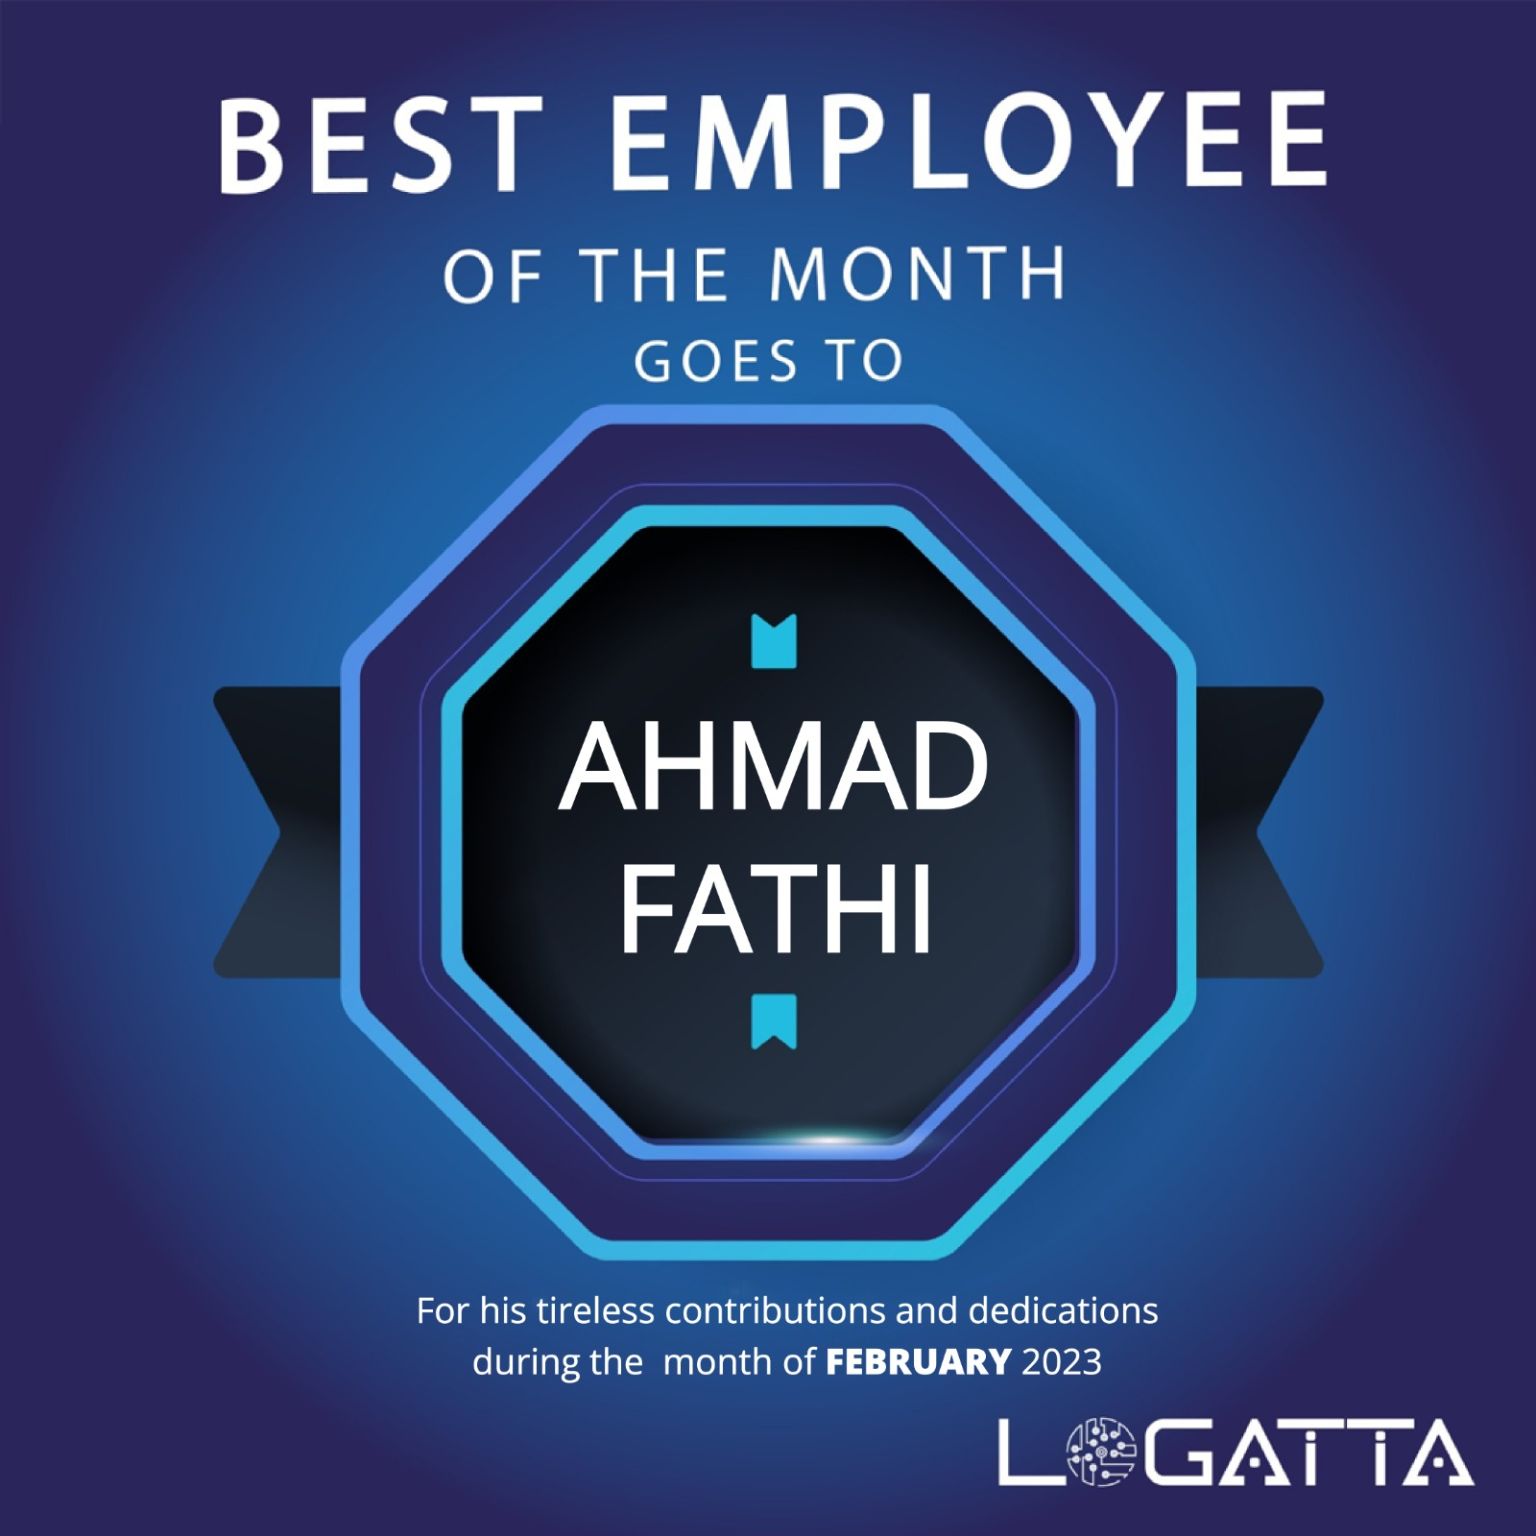 BEST EMPLOYEE
OF THE MONTH
GOES TO
AHMAD
FATHI
For his tireless contributions and dedications
during the  month of FEBRUARY 2023
LOGATTA